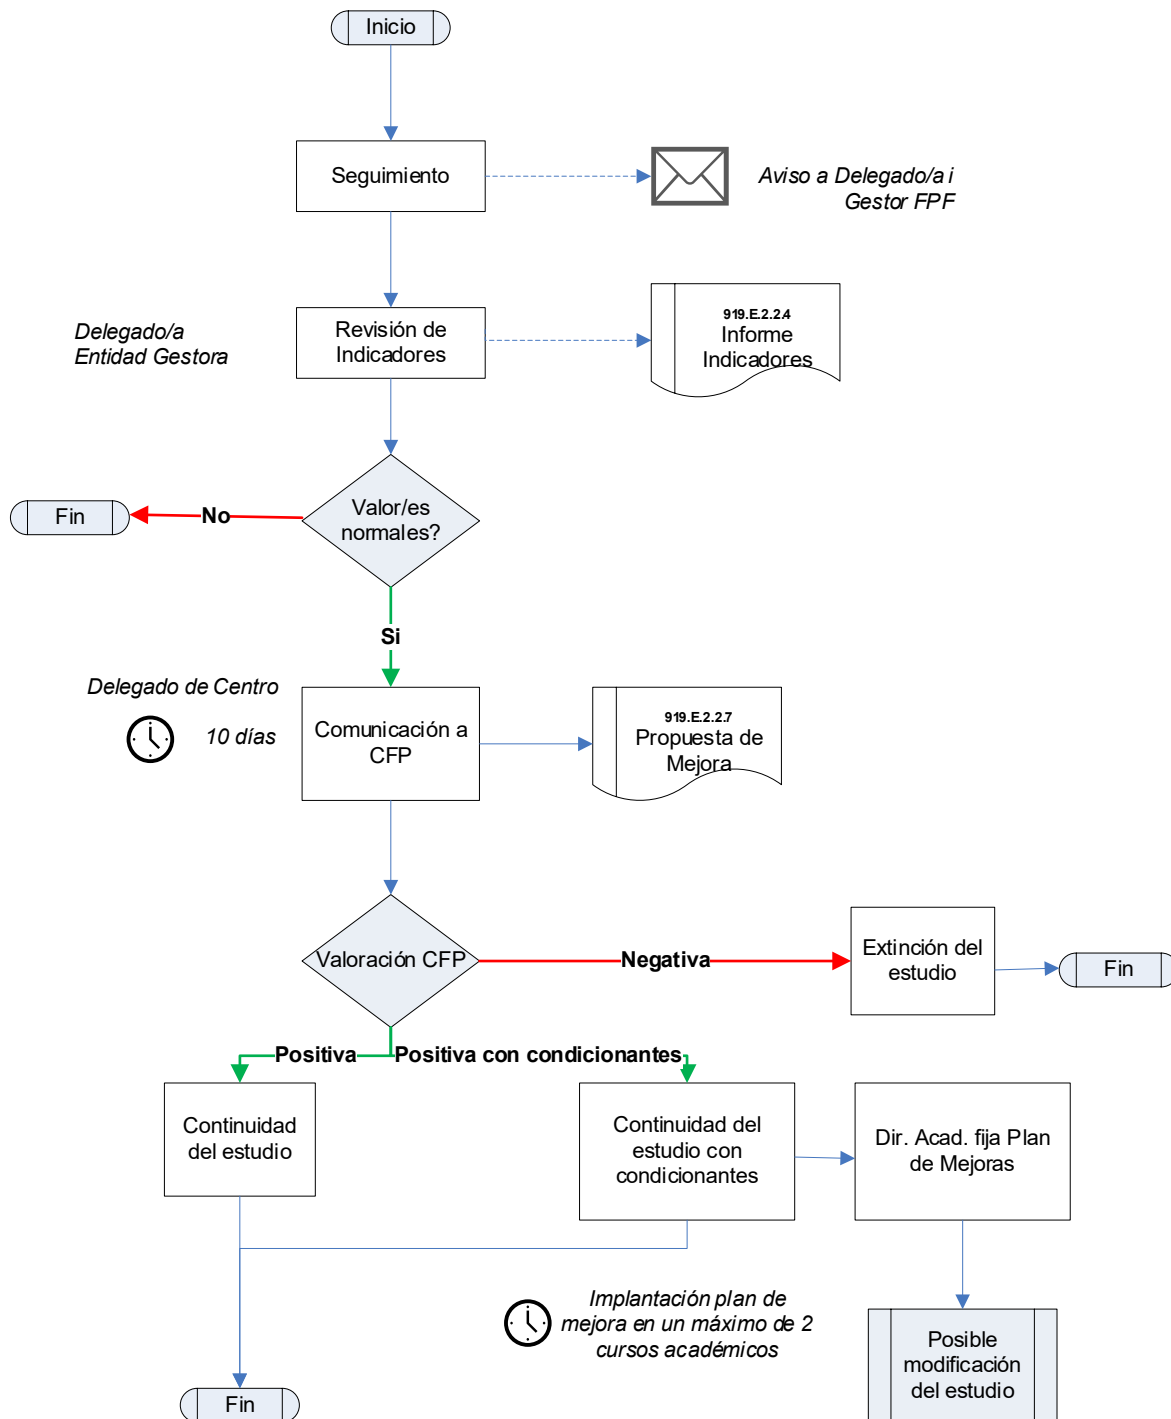 Inicio
Seguimiento
Aviso a Delegado/a i
Gestor FPF
Delegado/a
Entidad Gestora
Revisión de
Indicadores
919.E.2.2.4
Informe
Indicadores
Fin
No
Valor/es
normales?
Si
Delegado de Centro
10 días
Comunicación a
CFP
919.E.2.2.7
Propuesta de
Mejora
Valoración CFP
Negativa
Extinción del
estudio
Fin
Positiva
Positiva con condicionantes
Continuidad
del estudio
Continuidad del
estudio con
condicionantes
Dir. Acad. fija Plan
de Mejoras
Implantación plan de
mejora en un máximo de 2
cursos académicos
Posible
modificación
del estudio
Fin